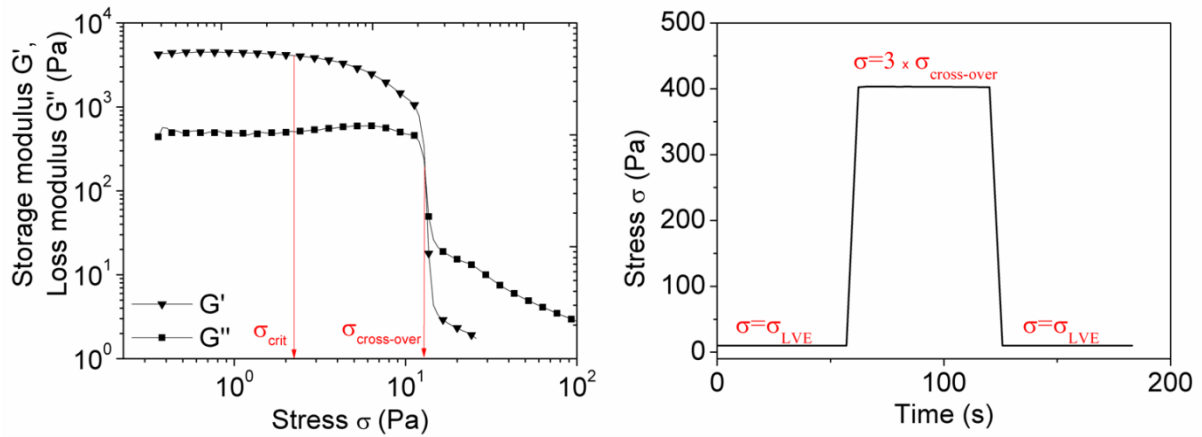 Storage modulus G',
Loss modulus G'' (Pa)
10⁴
10³
10²
10¹
10⁰
G'
G''
σcrit
σcross-over
10⁰
10¹
10²
Stress σ (Pa)
Stress σ (Pa)
500
400
300
200
100
0
σ=3 × σcross-over
σ=σLVE
σ=σLVE
0
100
200
Time (s)